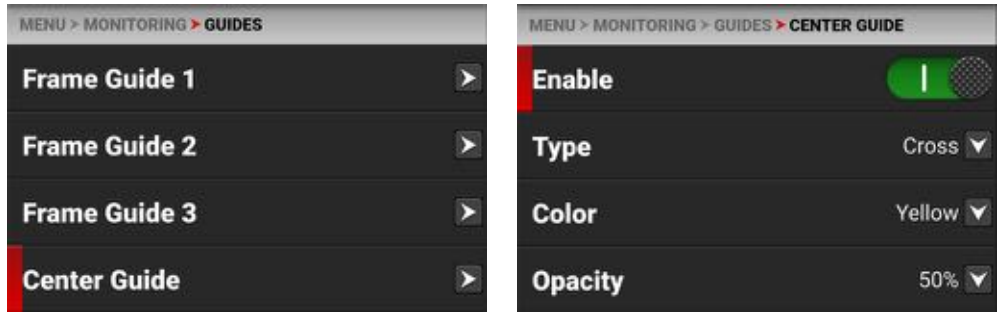 MENU > MONITORING > GUIDES
Frame Guide 1
Frame Guide 2
Frame Guide 3
Center Guide
MENU > MONITORING > GUIDES > CENTER GUIDE
Enable
Type Cross
Color Yellow
Opacity 50%